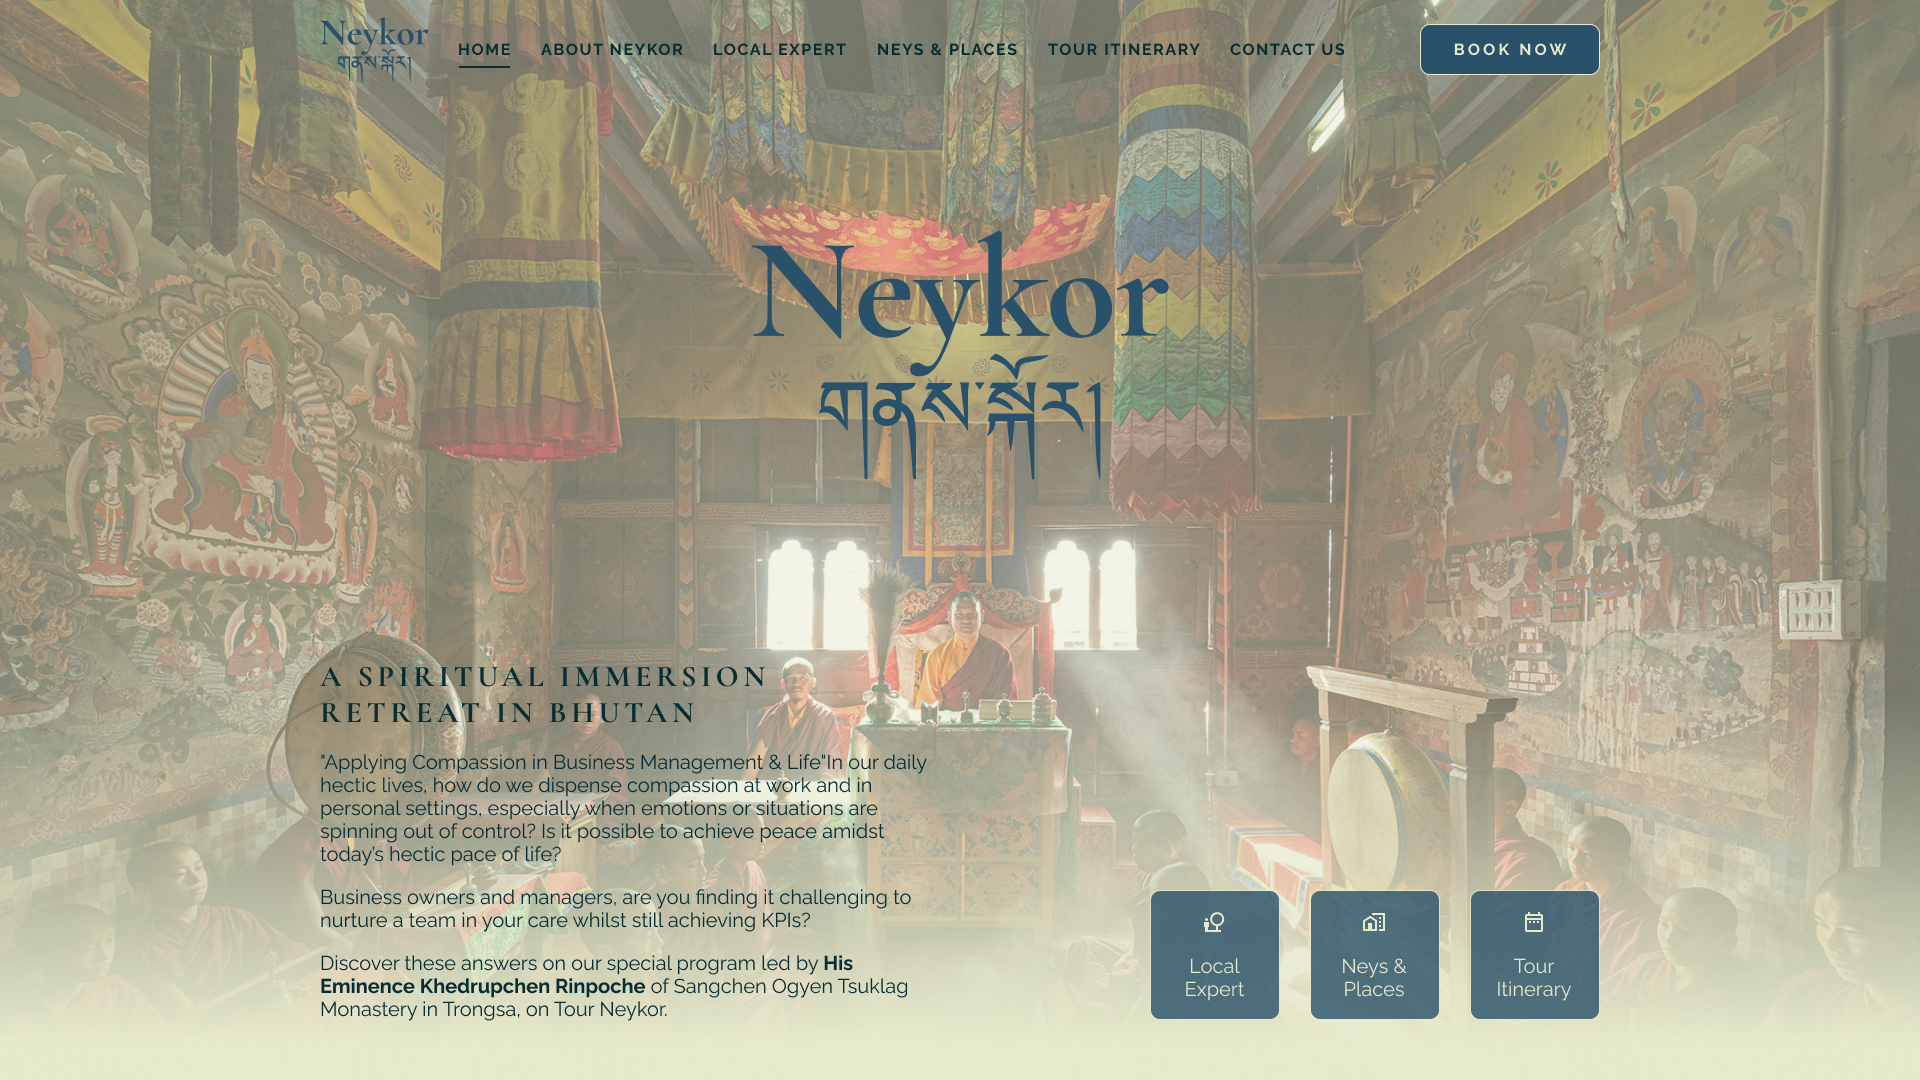 Neykor
གནས་སྐོར།
HOME
ABOUT NEYKOR
LOCAL EXPERT
NEYS & PLACES
TOUR ITINERARY
CONTACT US
BOOK NOW
Neykor
གནས་སྐོར།
A SPIRITUAL IMMERSION
RETREAT IN BHUTAN
"Applying Compassion in Business Management & Life"In our daily
hectic lives, how do we dispense compassion at work and in
personal settings, especially when emotions or situations are
spinning out of control? Is it possible to achieve peace amidst
today's hectic pace of life?
Business owners and managers, are you finding it challenging to
nurture a team in your care whilst still achieving KPIs?
Discover these answers on our special program led by His
Eminence Khedrupchen Rinpoche of Sangchen Ogyen Tsuklag
Monastery in Trongsa, on Tour Neykor.
Local
Expert
Neys &
Places
Tour
Itinerary